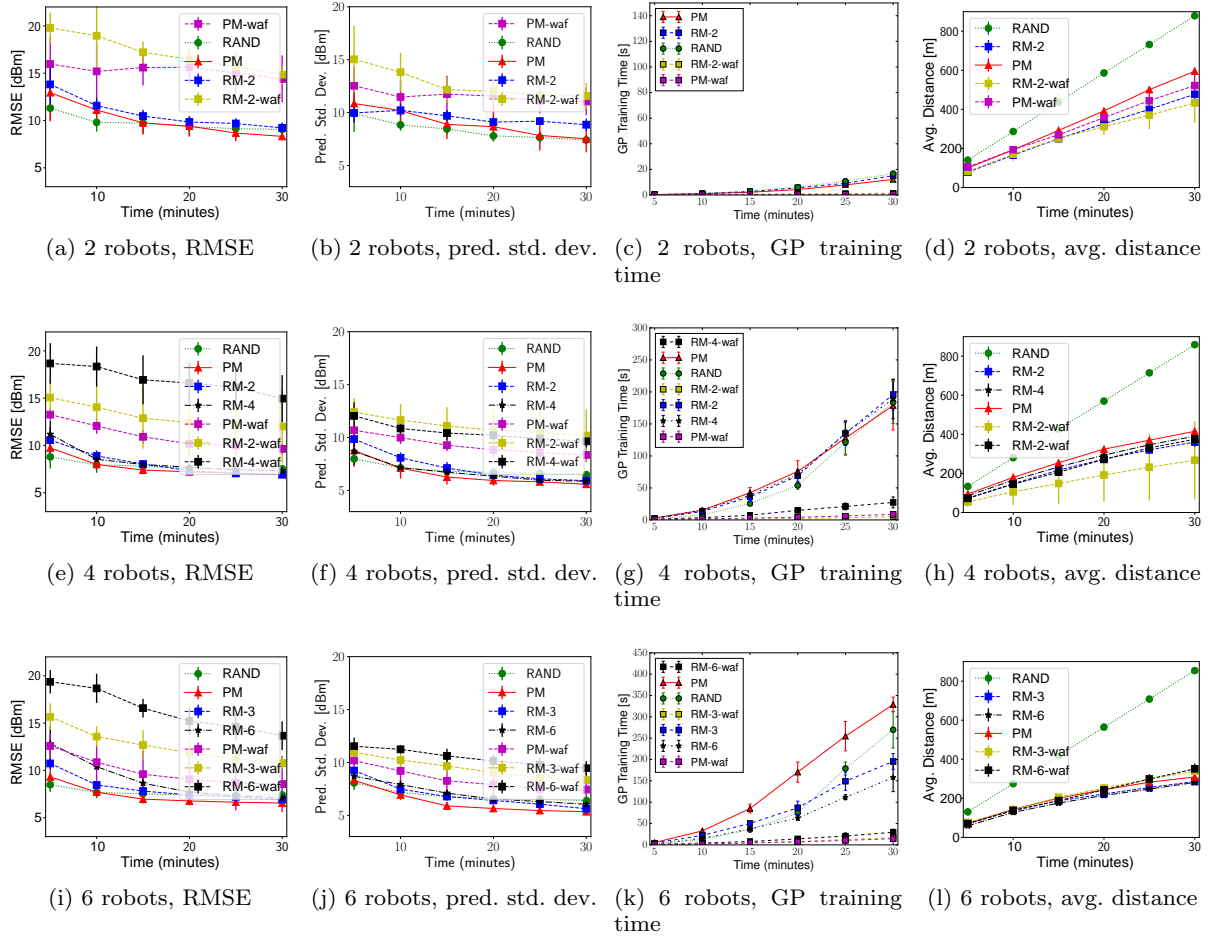 RMSE [dBm]
20
15
10
5
10
20
30
Time (minutes)
PM-waf
RAND
PM
RM-2
RM-2-waf
Pred. Std. Dev. [dBm]
20
15
10
5
10
20
30
Time (minutes)
PM-waf
RAND
PM
RM-2
RM-2-waf
GP Training Time [s]
140
120
100
80
60
40
20
0
5
10
15
20
25
30
Time (minutes)
PM
RM-2
RAND
RM-2-waf
PM-waf
Avg. Distance [m]
800
600
400
200
0
10
20
30
Time (minutes)
RAND
RM-2
PM
RM-2-waf
PM-waf
(a) 2 robots, RMSE
(b) 2 robots, pred. std. dev.
(c) 2 robots, GP training
time
(d) 2 robots, avg. distance
RMSE [dBm]
20
15
10
5
10
20
30
Time (minutes)
RAND
PM
RM-2
RM-4
PM-waf
RM-2-waf
RM-4-waf
Pred. Std. Dev. [dBm]
20
15
10
5
10
20
30
Time (minutes)
RAND
PM
RM-2
RM-4
PM-waf
RM-2-waf
RM-4-waf
GP Training Time [s]
300
250
200
150
100
50
0
5
10
15
20
25
30
Time (minutes)
RM-4-waf
PM
RAND
RM-2-waf
RM-2
RM-4
PM-waf
Avg. Distance [m]
800
600
400
200
0
10
20
30
Time (minutes)
RAND
RM-2
RM-4
PM
RM-2-waf
RM-2-waf
(e) 4 robots, RMSE
(f) 4 robots, pred. std. dev.
(g) 4 robots, GP training
time
(h) 4 robots, avg. distance
RMSE [dBm]
20
15
10
5
10
20
30
Time (minutes)
RAND
PM
RM-3
RM-6
PM-waf
RM-3-waf
RM-6-waf
Pred. Std. Dev. [dBm]
20
15
10
5
10
20
30
Time (minutes)
RAND
PM
RM-3
RM-6
PM-waf
RM-3-waf
RM-6-waf
GP Training Time [s]
450
400
350
300
250
200
150
100
50
0
5
10
15
20
25
30
Time (minutes)
RM-6-waf
PM
RAND
RM-3-waf
RM-3
RM-6
PM-waf
Avg. Distance [m]
800
600
400
200
0
10
20
30
Time (minutes)
RAND
RM-3
RM-6
PM
RM-3-waf
RM-6-waf
(i) 6 robots, RMSE
(j) 6 robots, pred. std. dev.
(k) 6 robots, GP training
time
(l) 6 robots, avg. distance